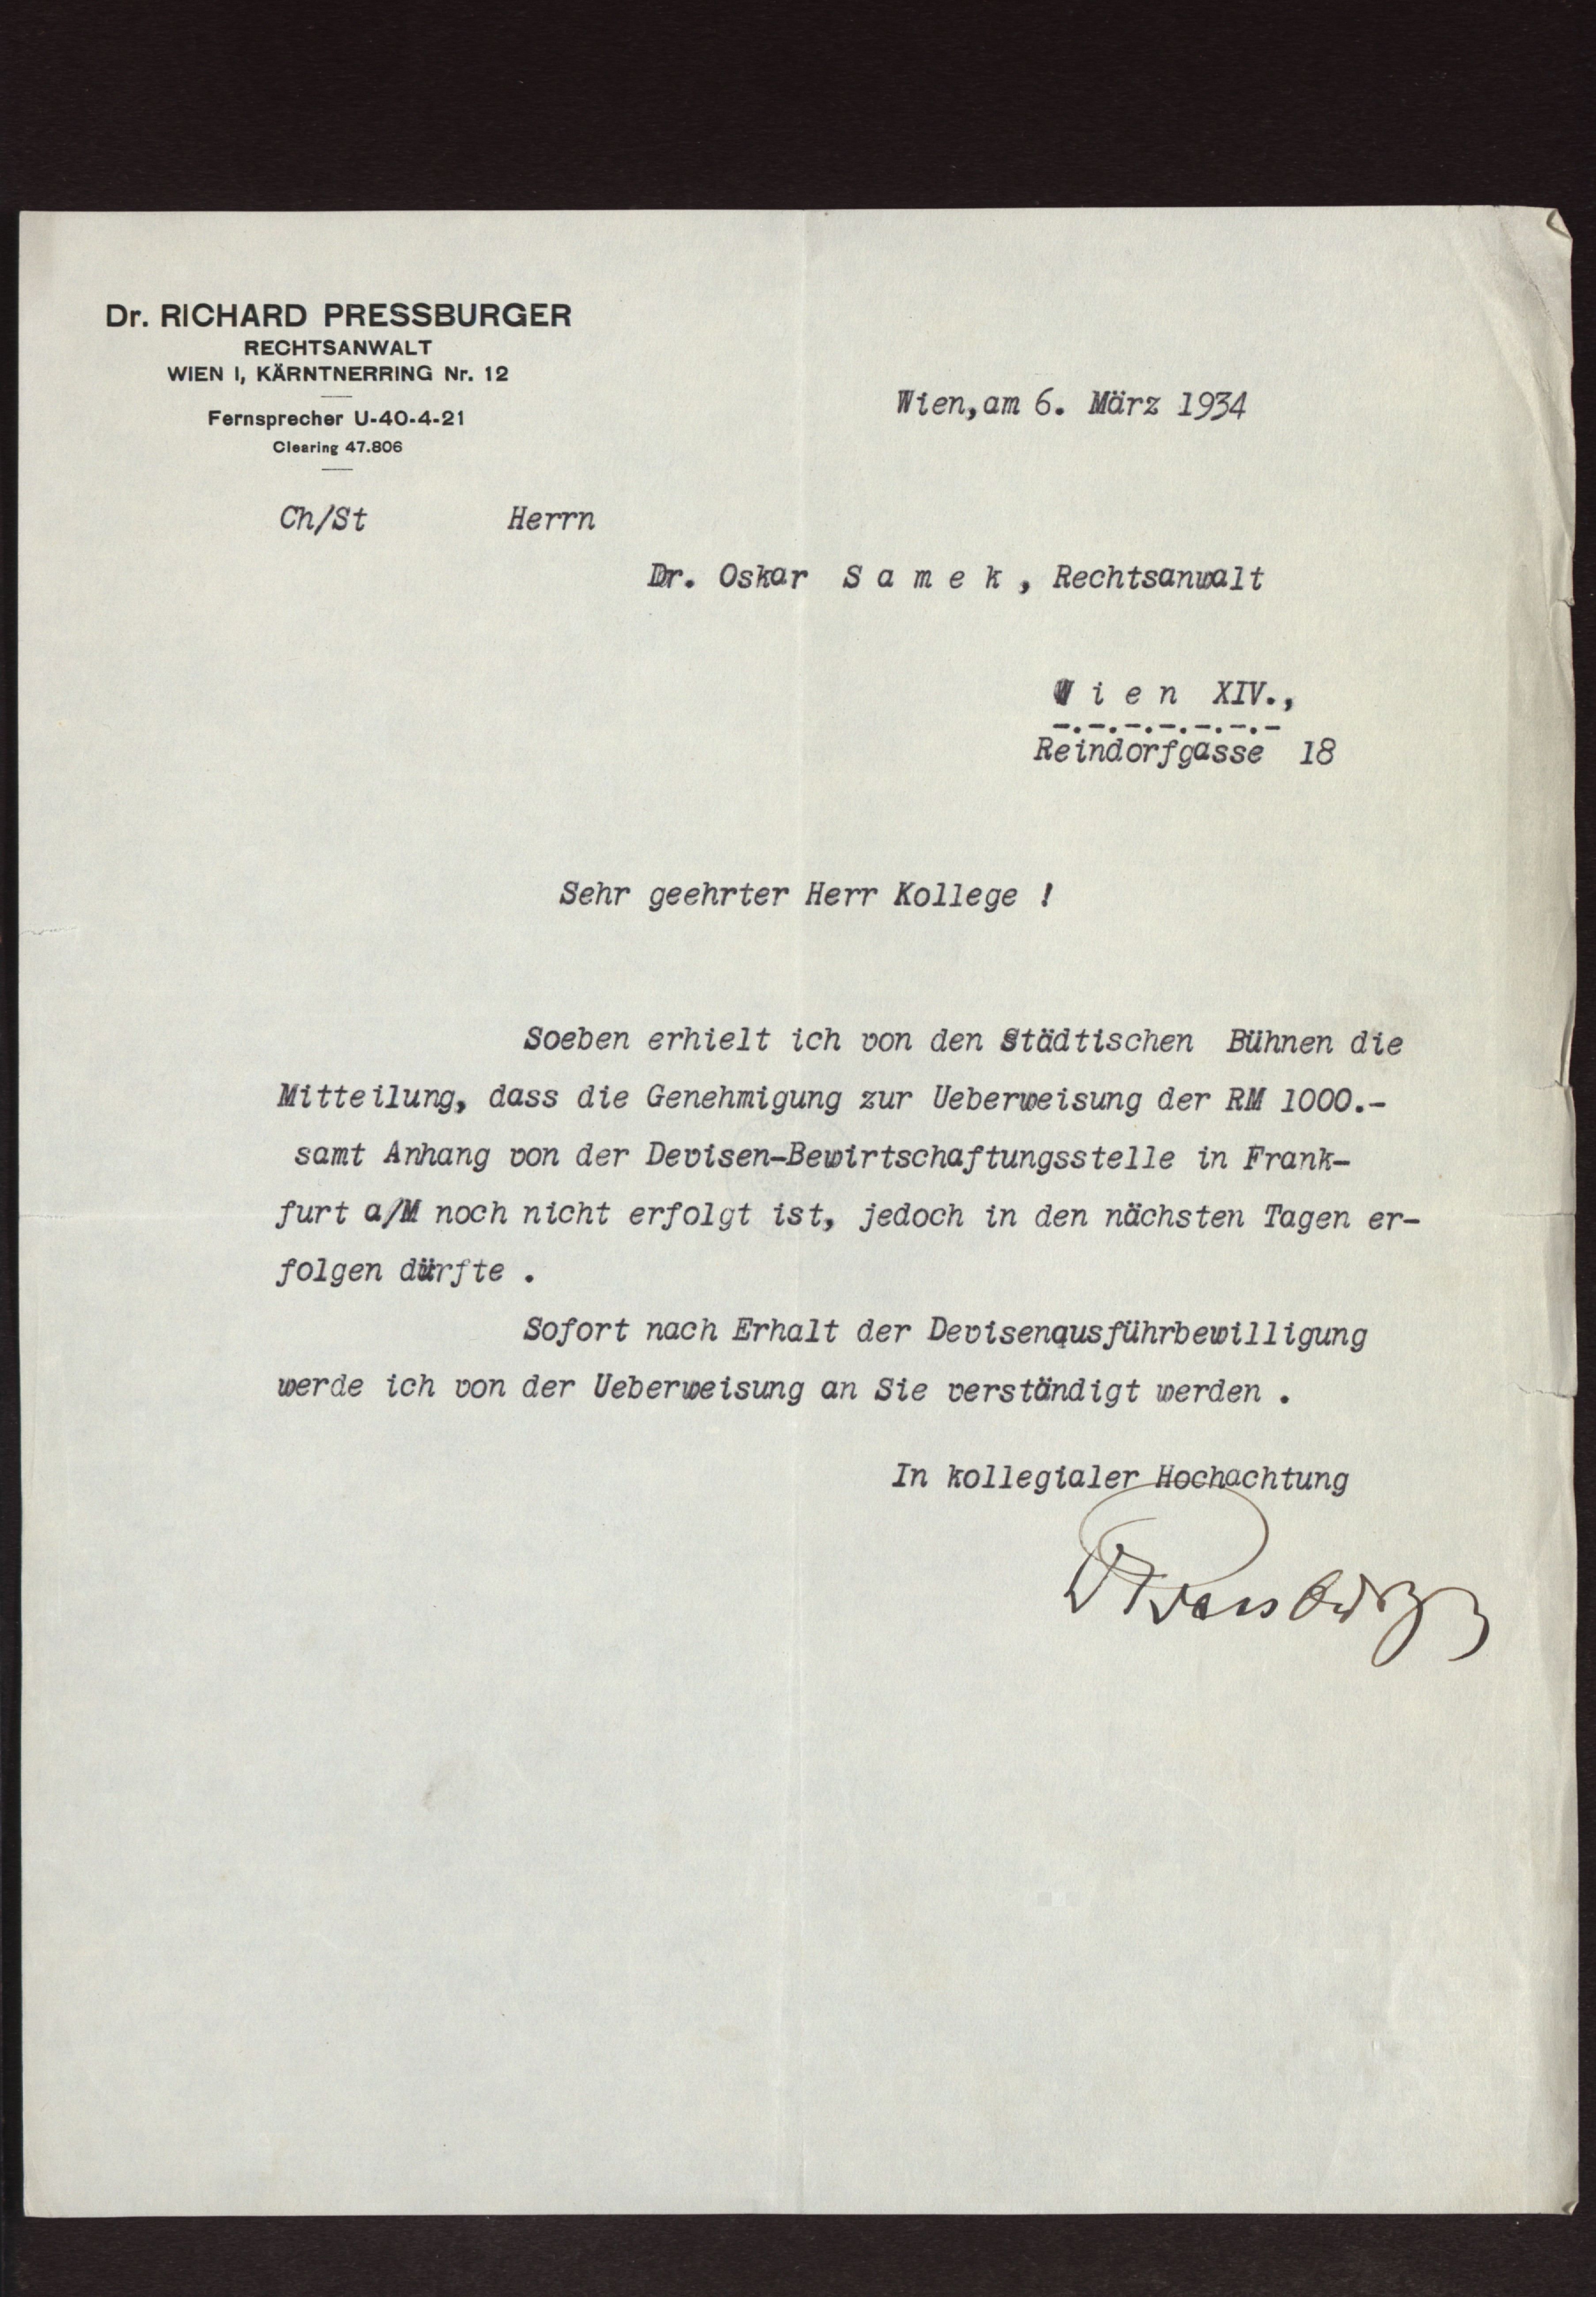 Dr. RICHARD PRESSBURGER
RECHTSANWALT
WIEN I, KÄRNTNERRING Nr. 12
Fernsprecher U-40-4-21
Clearing 47.806
Wien, am 6. März 1934
Ch/St Herrn
Dr. Oskar S a m e k , Rechtsanwalt
W i e n XIV.,
-.-.-.-.-.-.-
Reindorfgasse 18
Sehr geehrter Herr Kollege !
Soeben erhielt ich von den Städtischen Bühnen die
Mitteilung, dass die Genehmigung zur Ueberweisung der RM 1000.-
samt Anhang von der Devisen-Bewirtschaftungsstelle in Frank-
furt a/M noch nicht erfolgt ist, jedoch in den nächsten Tagen er-
folgen dürfte .
Sofort nach Erhalt der Devisenausführbewilligung
werde ich von der Ueberweisung an Sie verständigt werden .
In kollegialer Hochachtung
Pressburger